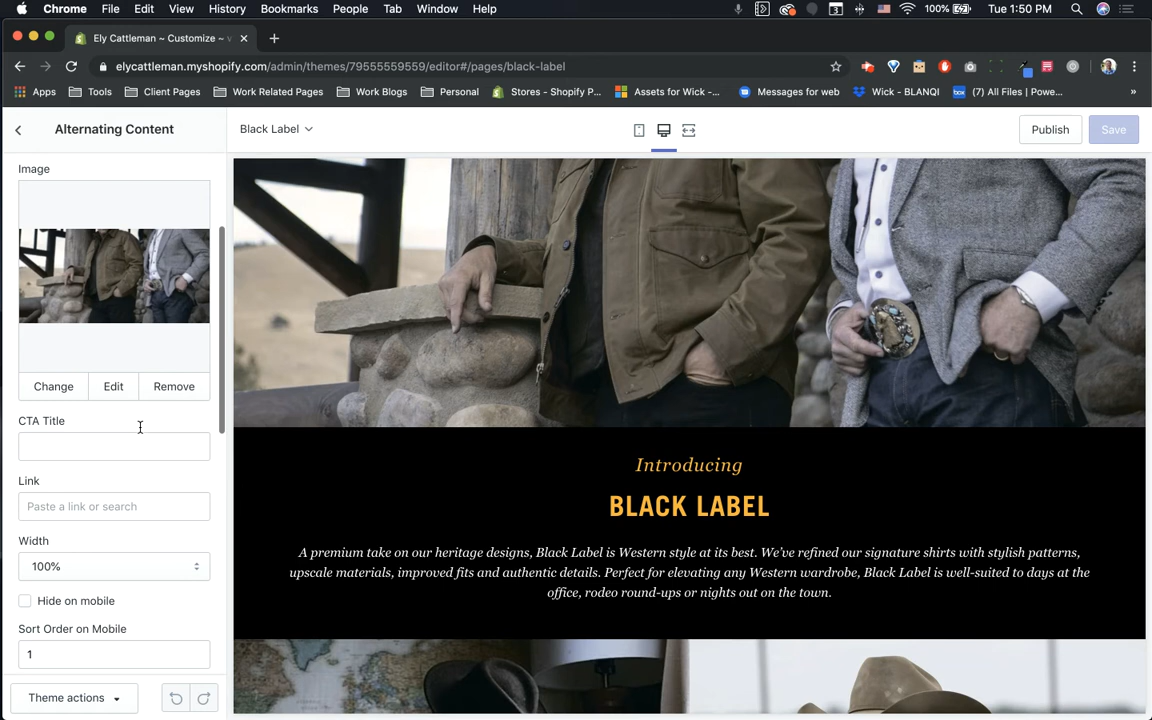 Chrome File Edit View History Bookmarks People Tab Window Help 3 100% Tue 1:50 PM
Ely Cattleman ~ Customize ~
elycattleman.myshopify.com/admin/themes/79555559559/editor#/pages/black-label
Apps Tools Client Pages Work Related Pages Work Blogs Personal Stores - Shopify P... Assets for Wick -... Messages for web Wick - BLANQI box (7) All Files | Powe... »
Alternating Content
Black Label
Publish
Save
Image
Change Edit Remove
CTA Title
Link
Paste a link or search
Width
100%
Hide on mobile
Sort Order on Mobile
1
Theme actions
Introducing
BLACK LABEL
A premium take on our heritage designs, Black Label is Western style at its best. We've refined our signature shirts with stylish patterns,
upscale materials, improved fits and authentic details. Perfect for elevating any Western wardrobe, Black Label is well-suited to days at the
office, rodeo round-ups or nights out on the town.